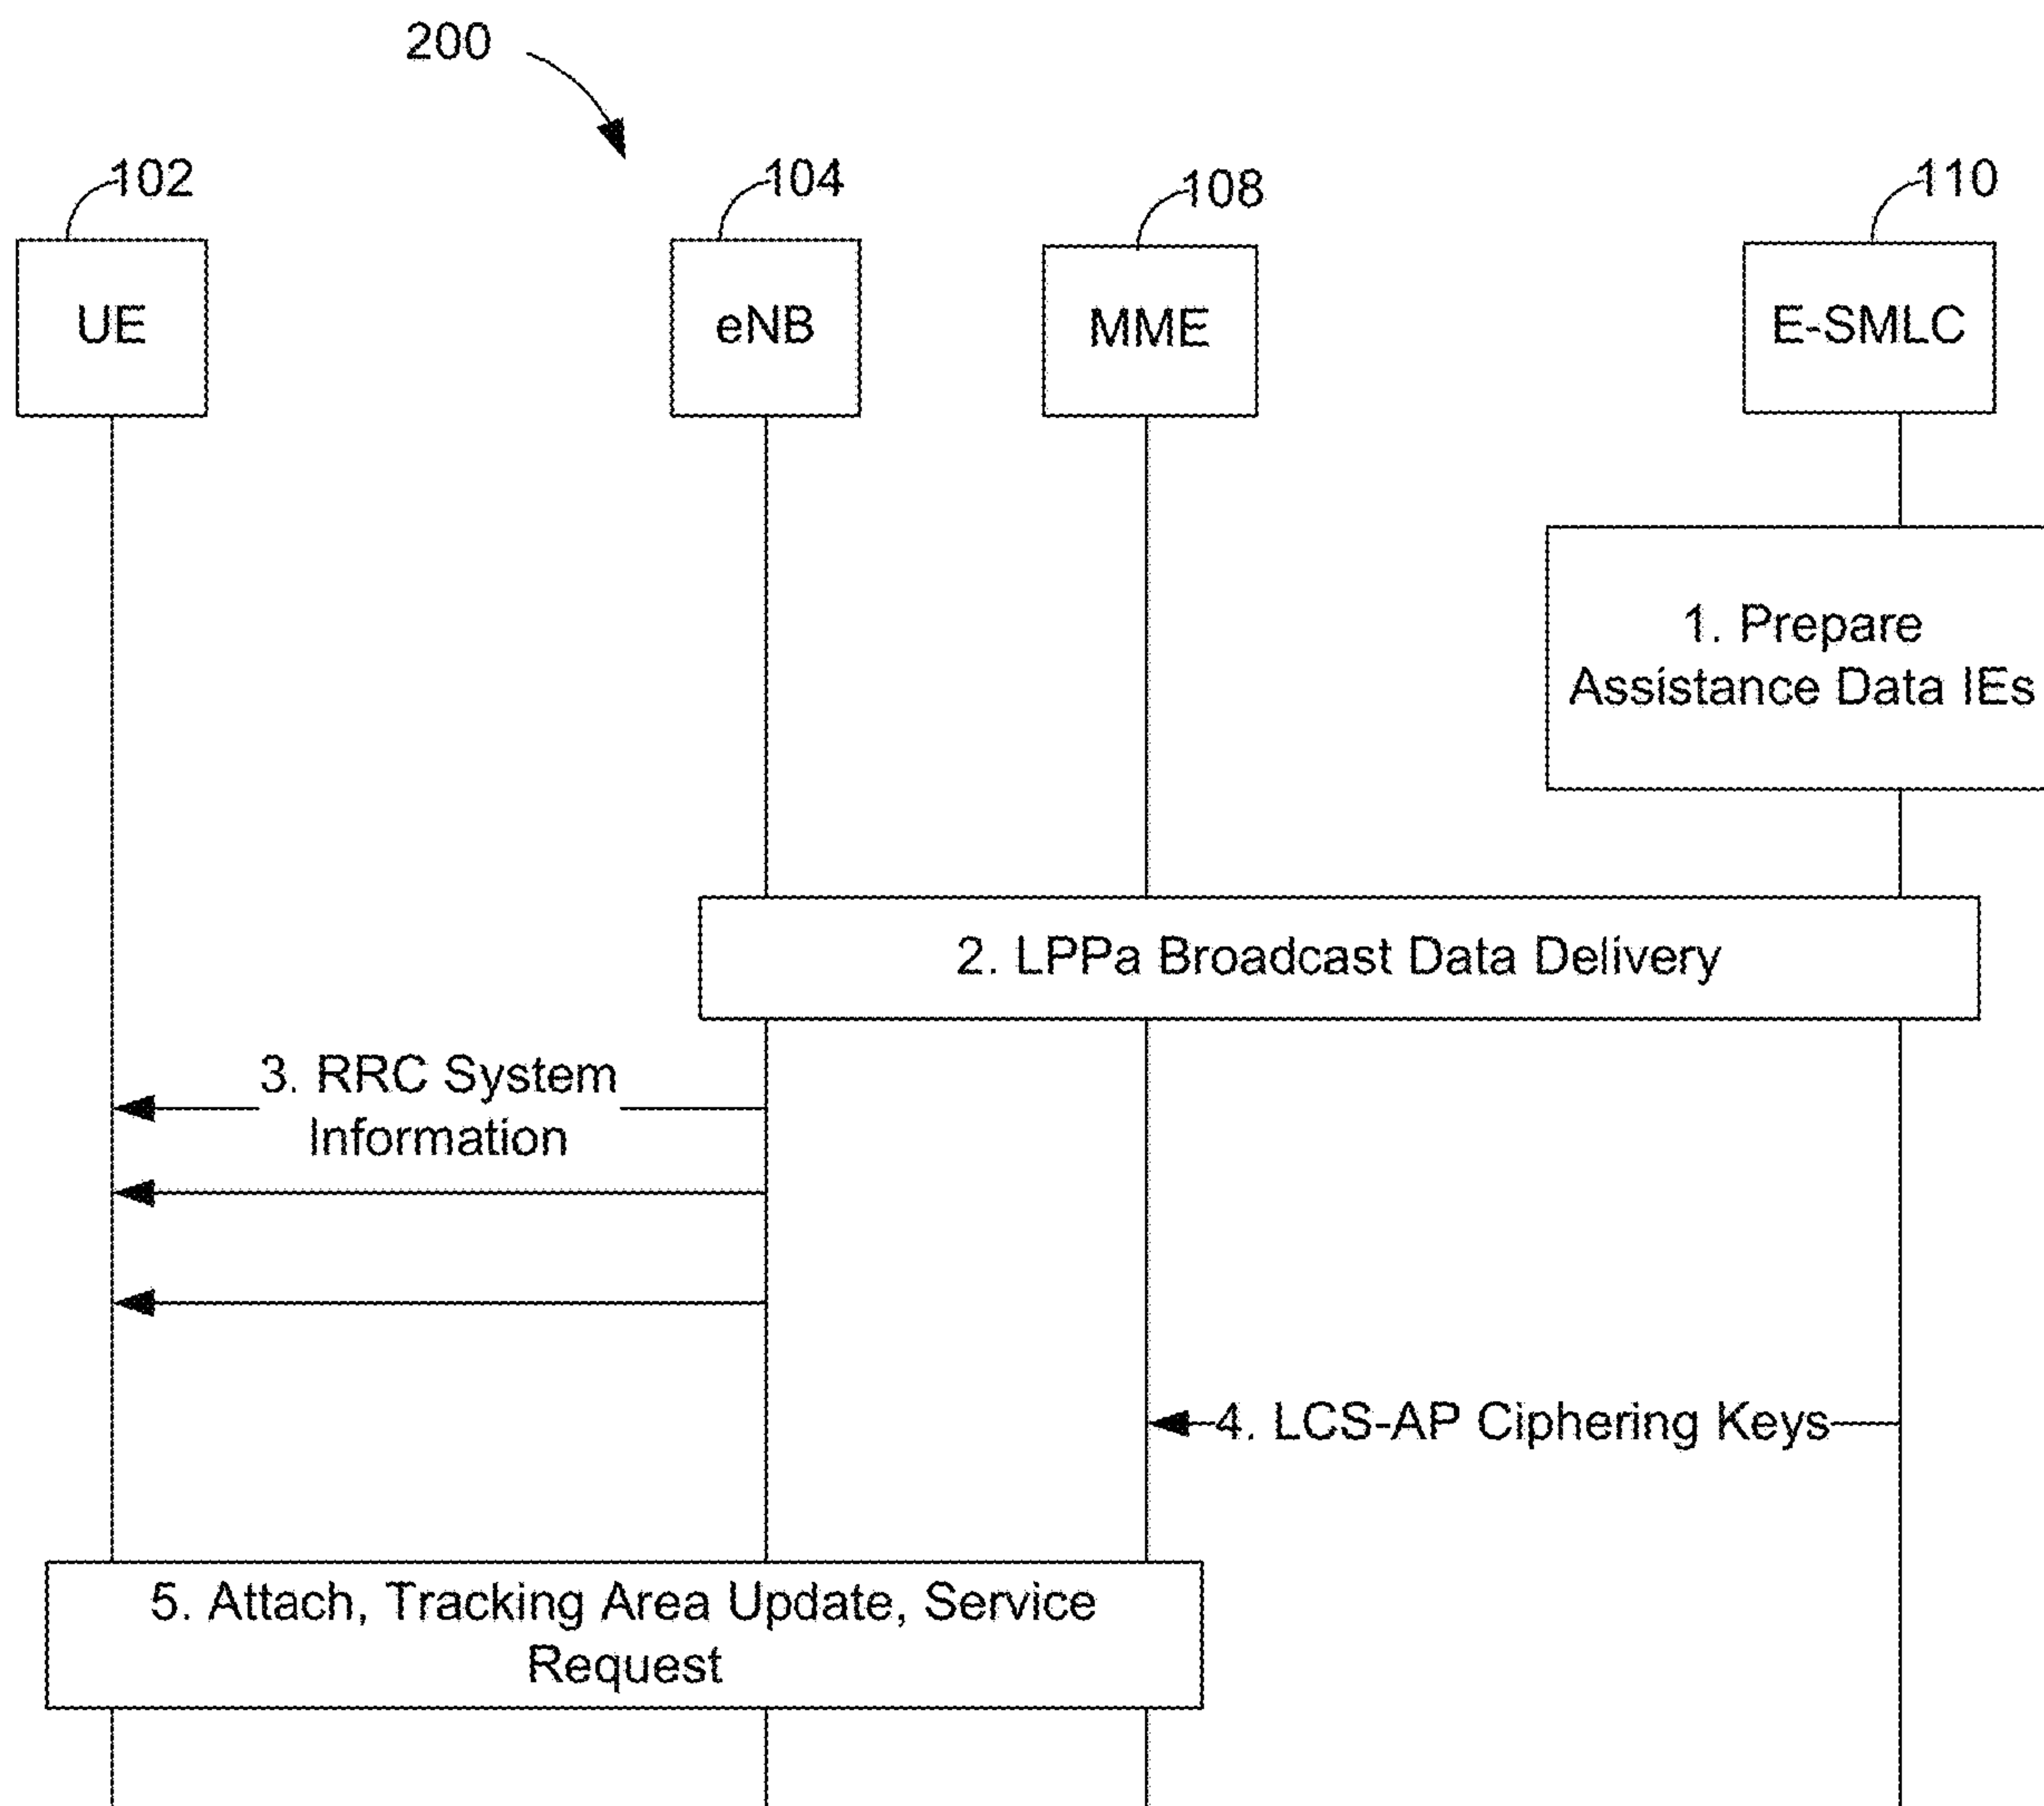 200
102
104
108
110
UE
eNB
MME
E-SMLC
1. Prepare
Assistance Data IEs
2. LPPa Broadcast Data Delivery
3. RRC System
Information
4. LCS-AP Ciphering Keys
5. Attach, Tracking Area Update, Service
Request